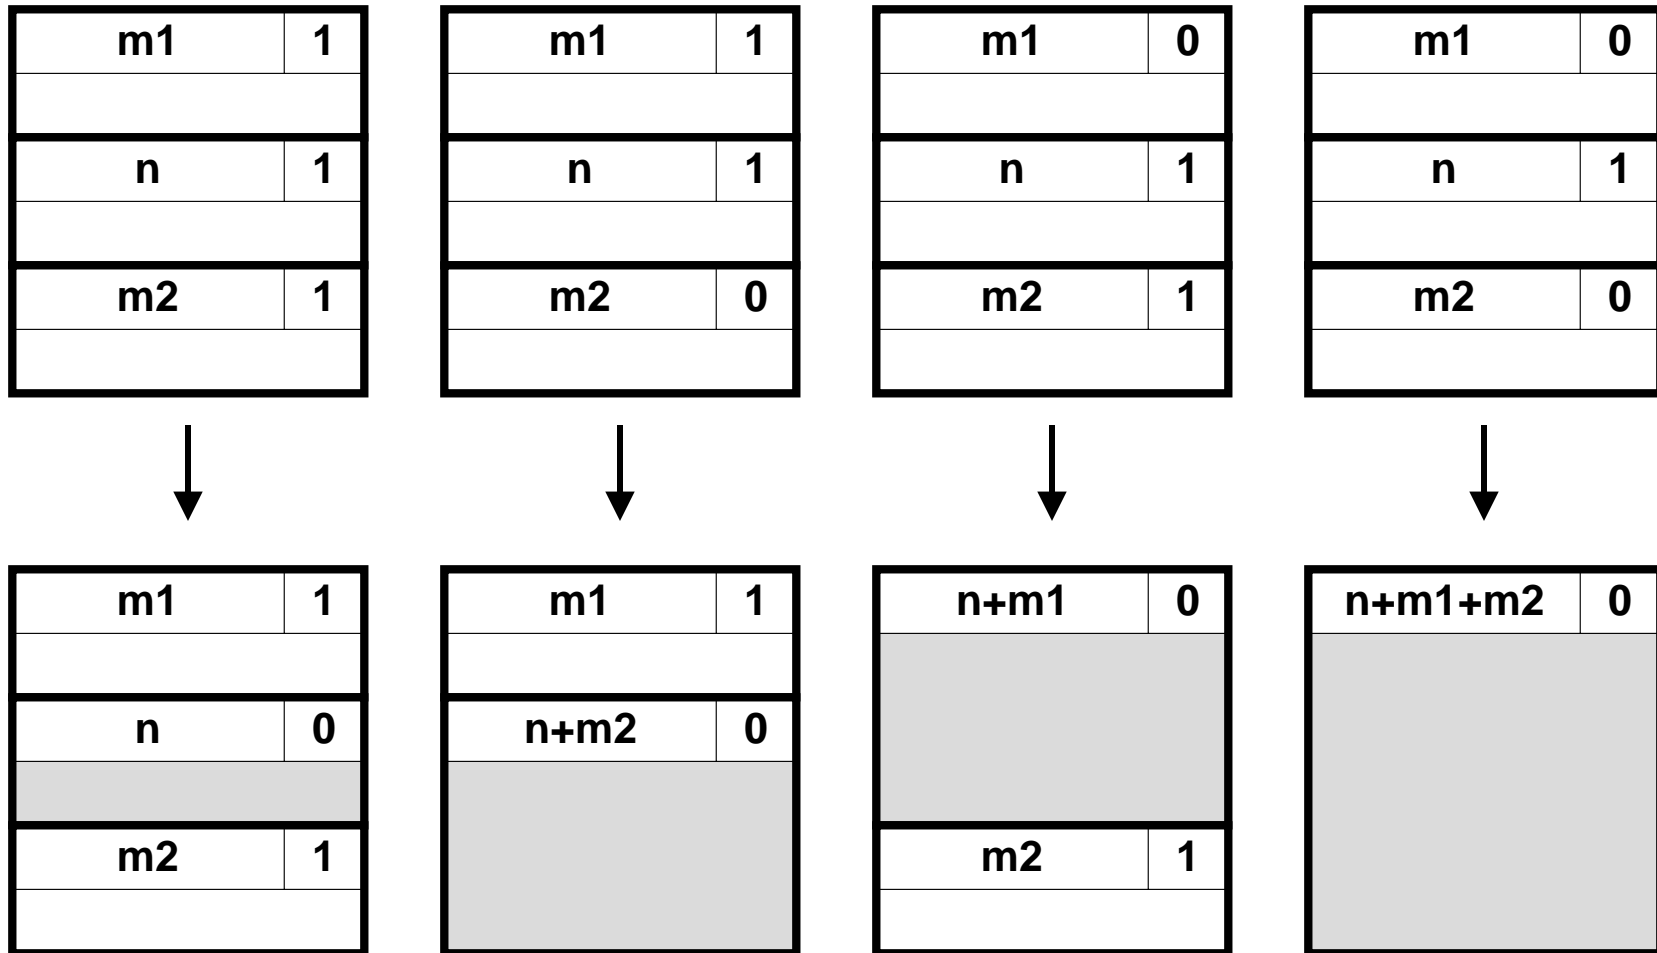 m1 1 m1 1 m1 0 m1 0
n 1 n 1 n 1 n 1
m2 1 m2 0 m2 1 m2 0
m1 1 m1 1 n+m1 0 n+m1+m2 0
n 0 n+m2 0
m2 1 m2 1